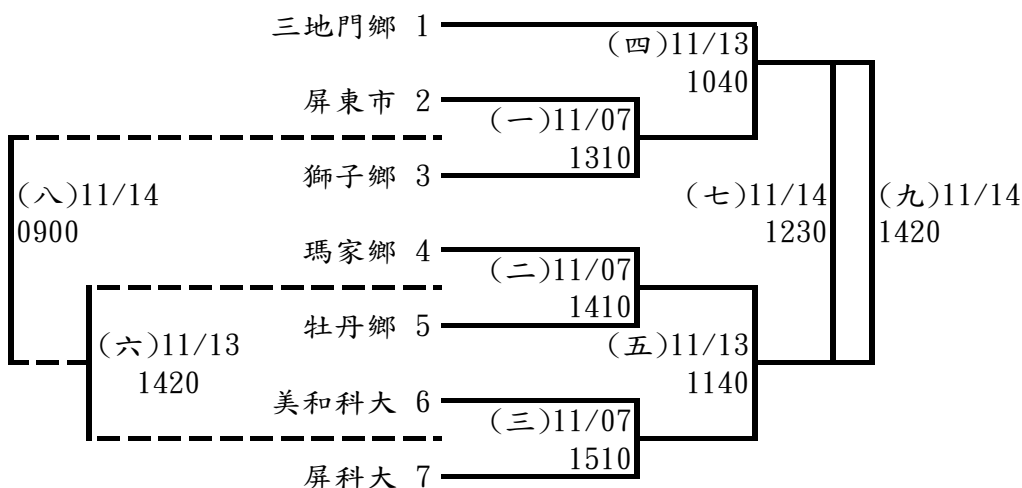 三地門鄉 1
(四)11/13
1040
屏東市 2
(一)11/07
1310
獅子鄉 3
(八)11/14
0900
(七)11/14
1230
(九)11/14
1420
瑪家鄉 4
(二)11/07
1410
牡丹鄉 5
(六)11/13
1420
(五)11/13
1140
美和科大 6
(三)11/07
1510
屏科大 7